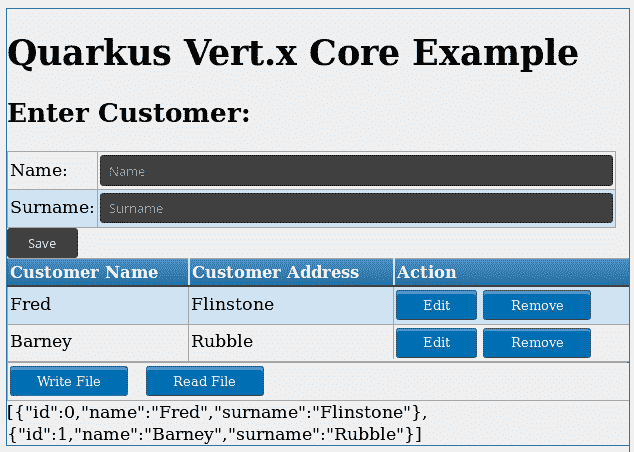 Quarkus Vert.x Core Example
Enter Customer:
Name: Name
Surname: Surname
Save
Customer Name Customer Address Action
Fred Flinstone Edit Remove
Barney Rubble Edit Remove
Write File Read File
[{"id":0,"name":"Fred","surname":"Flinstone"},
{"id":1,"name":"Barney","surname":"Rubble"}]